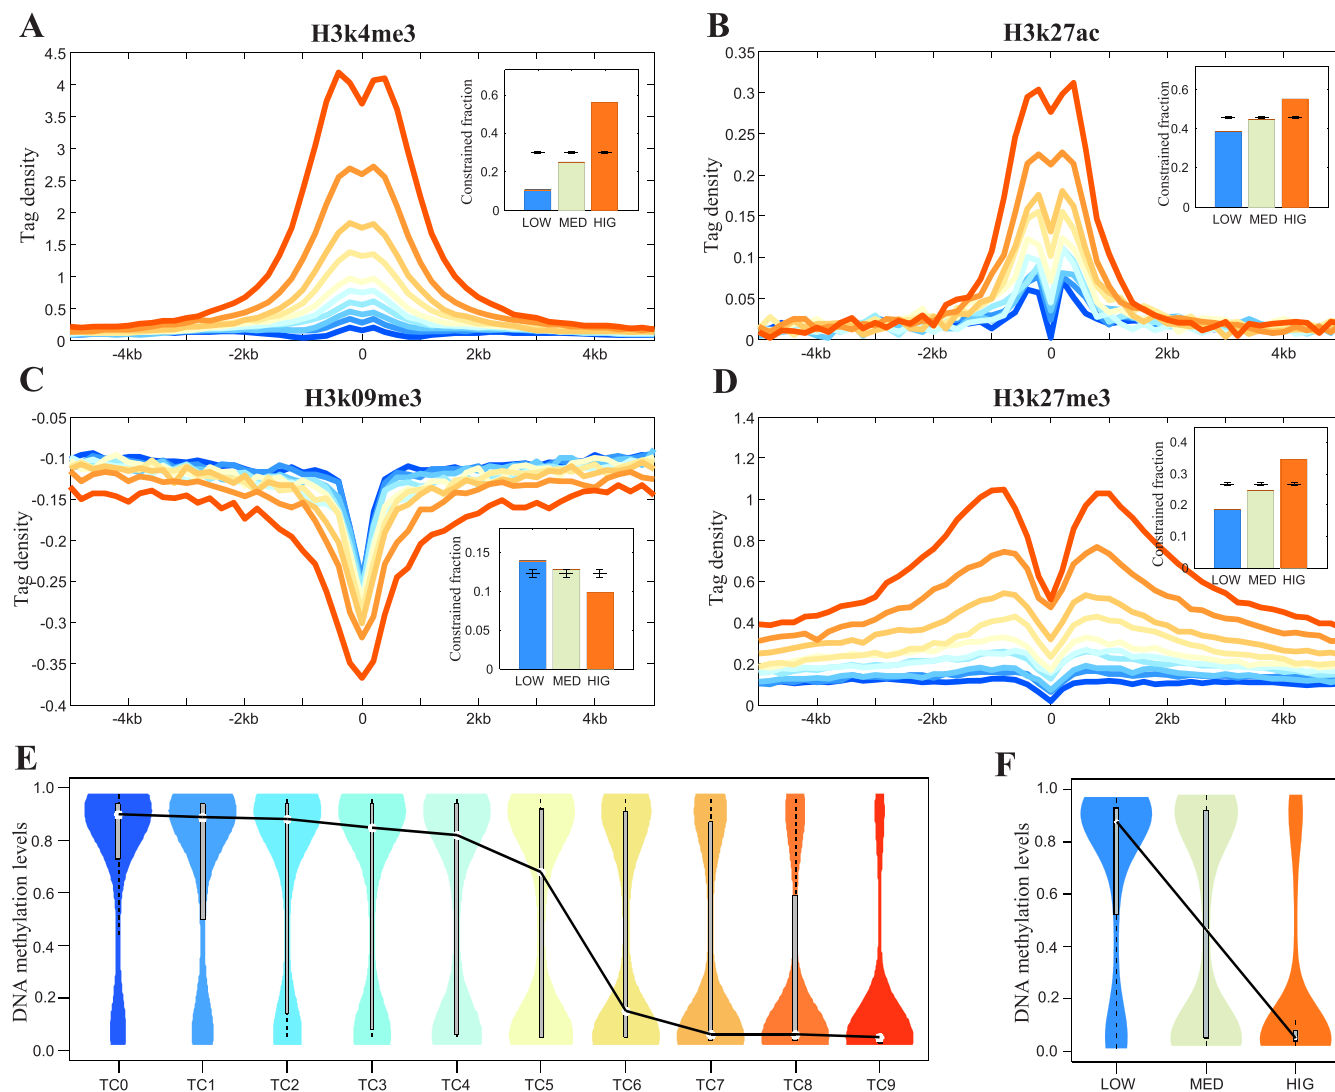 A
H3k4me3
Tag density
4.5
4
3.5
3
2.5
2
1.5
1
0.5
0
-4kb
-2kb
0
2kb
4kb
Constrained fraction
0.6
0.4
0.2
0
LOW
MED
HIG
B
H3k27ac
Tag density
0.35
0.3
0.25
0.2
0.15
0.1
0.05
0
-4kb
-2kb
0
2kb
4kb
Constrained fraction
0.6
0.4
0.2
0
LOW
MED
HIG
C
H3k09me3
Tag density
-0.05
-0.1
-0.15
-0.2
-0.25
-0.3
-0.35
-0.4
-4kb
-2kb
0
2kb
4kb
Constrained fraction
0.15
0.1
0.05
0
LOW
MED
HIG
D
H3k27me3
Tag density
1.4
1.2
1
0.8
0.6
0.4
0.2
0
-4kb
-2kb
0
2kb
4kb
Constrained fraction
0.4
0.3
0.2
0.1
0
LOW
MED
HIG
E
DNA methylation levels
1.0
0.8
0.6
0.4
0.2
0.0
TC0
TC1
TC2
TC3
TC4
TC5
TC6
TC7
TC8
TC9
F
DNA methylation levels
1.0
0.8
0.6
0.4
0.2
0.0
LOW
MED
HIG